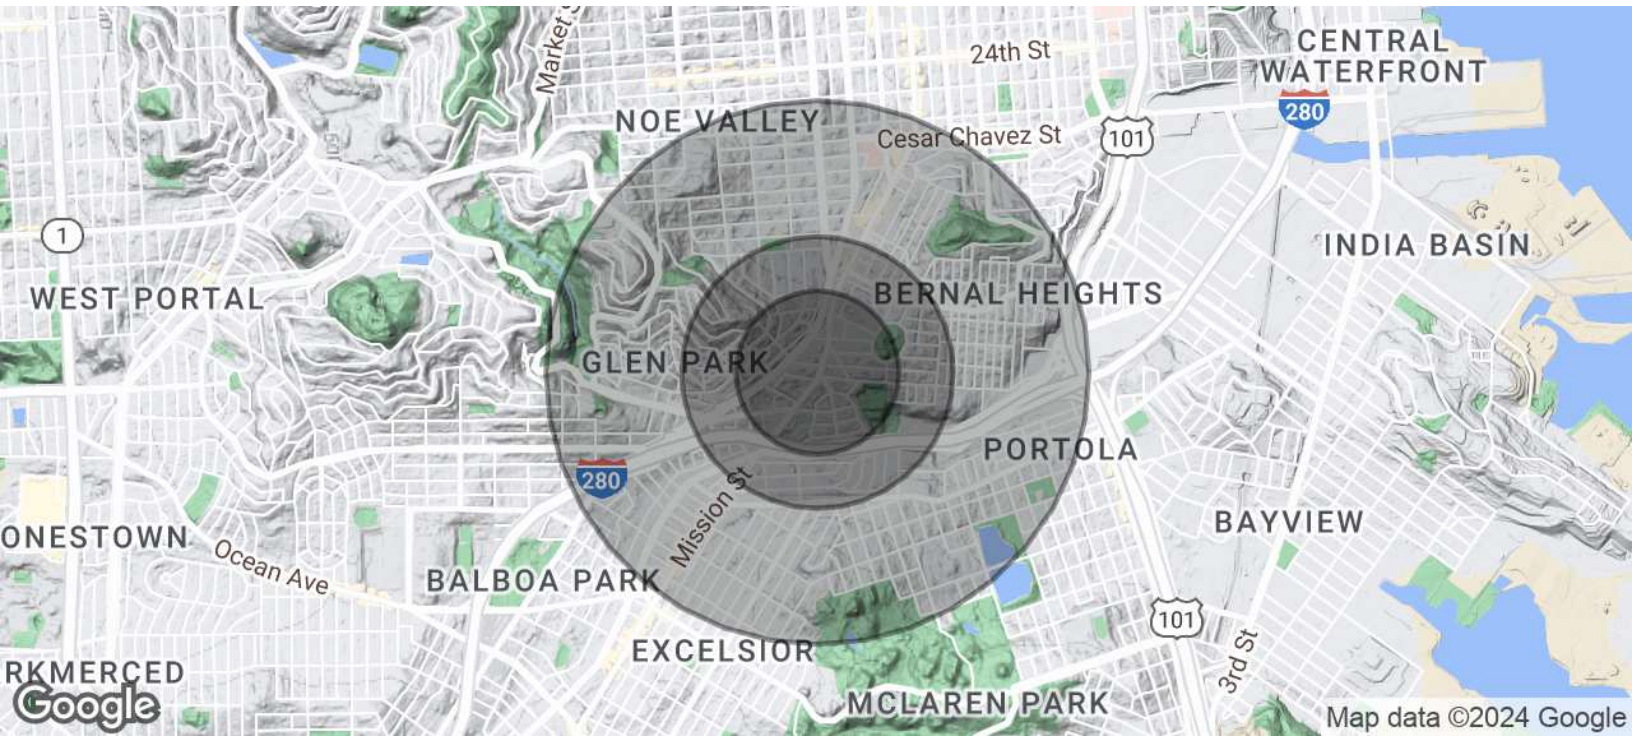 Market S
24th St
CENTRAL
WATERFRONT
280
NOE VALLEY
Cesar Chavez St
101
1
INDIA BASIN
WEST PORTAL
BERNAL HEIGHTS
GLEN PARK
PORTOLA
280
Mission St
BAYVIEW
ONESTOWN
Ocean Ave
BALBOA PARK
101
EXCELSIOR
3rd St
RKMERCED
MCLAREN PARK
Google
Map data ©2024 Google